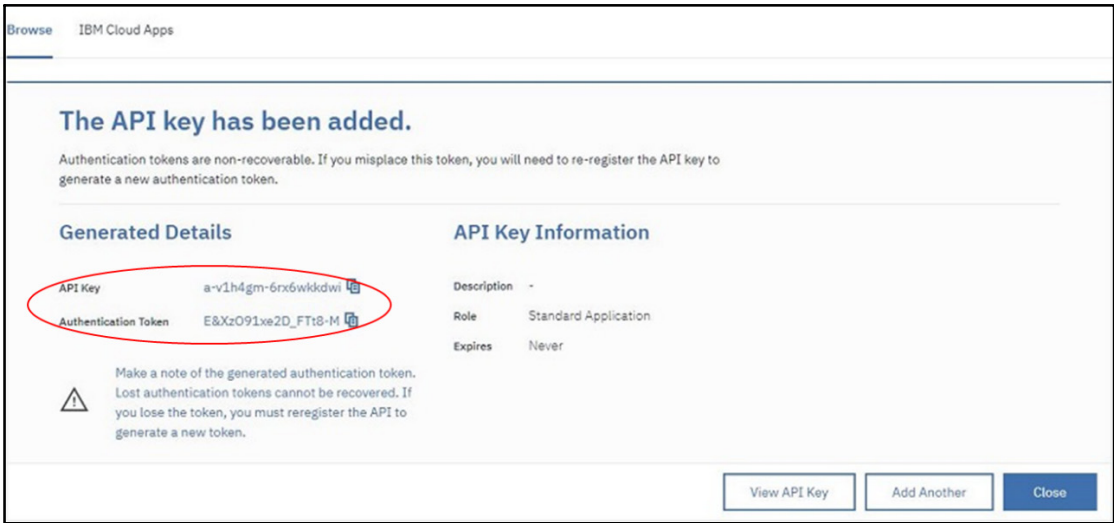 Browse IBM Cloud Apps
The API key has been added.
Authentication tokens are non-recoverable. If you misplace this token, you will need to re-register the API key to
generate a new authentication token.
Generated Details
API Key a-v1h4gm-6rx6wkkdwi
Authentication Token E&XzO91xe2D_FTt8-M
Make a note of the generated authentication token.
Lost authentication tokens cannot be recovered. If
you lose the token, you must reregister the API to
generate a new token.
API Key Information
Description -
Role Standard Application
Expires Never
View API Key Add Another Close